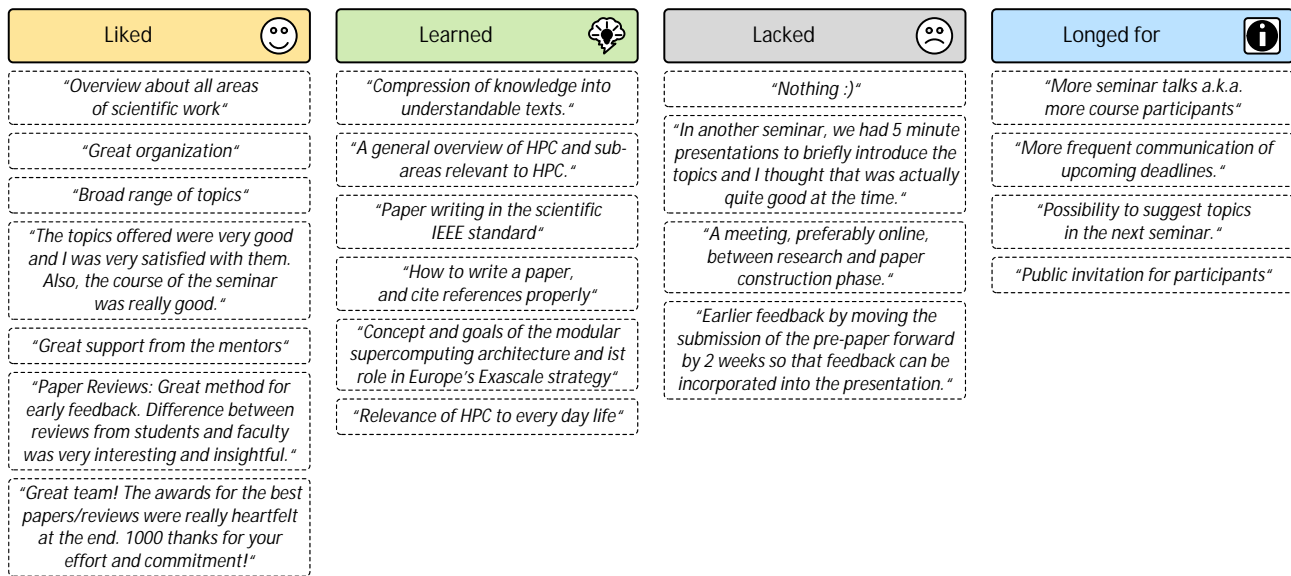 Liked
“Overview about all areas
of scientific work“
“Great organization“
“Broad range of topics“
“The topics offered were very good
and I was very satisfied with them.
Also, the course of the seminar
was really good.“
“Great support from the mentors“
“Paper Reviews: Great method for
early feedback. Difference between
reviews from students and faculty
was very interesting and insightful.“
“Great team! The awards for the best
papers/reviews were really heartfelt
at the end. 1000 thanks for your
effort and commitment!“
Learned
“Compression of knowledge into
understandable texts.“
“A general overview of HPC and sub-
areas relevant to HPC.“
“Paper writing in the scientific
IEEE standard“
“How to write a paper,
and cite references properly“
“Concept and goals of the modular
supercomputing architecture and ist
role in Europe’s Exascale strategy“
“Relevance of HPC to every day life“
Lacked
“Nothing :)“
“In another seminar, we had 5 minute
presentations to briefly introduce the
topics and I thought that was actually
quite good at the time.“
“A meeting, preferably online,
between research and paper
construction phase.“
“Earlier feedback by moving the
submission of the pre-paper forward
by 2 weeks so that feedback can be
incorporated into the presentation.“
Longed for
“More seminar talks a.k.a.
more course participants“
“More frequent communication of
upcoming deadlines.“
“Possibility to suggest topics
in the next seminar.“
“Public invitation for participants“